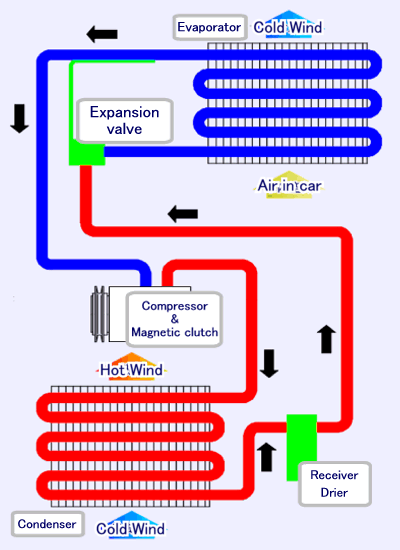 Evaporator
Cold Wind
Expansion
valve
Air in car
Compressor
&
Magnetic clutch
Hot Wind
Receiver
Drier
Condenser
Cold Wind